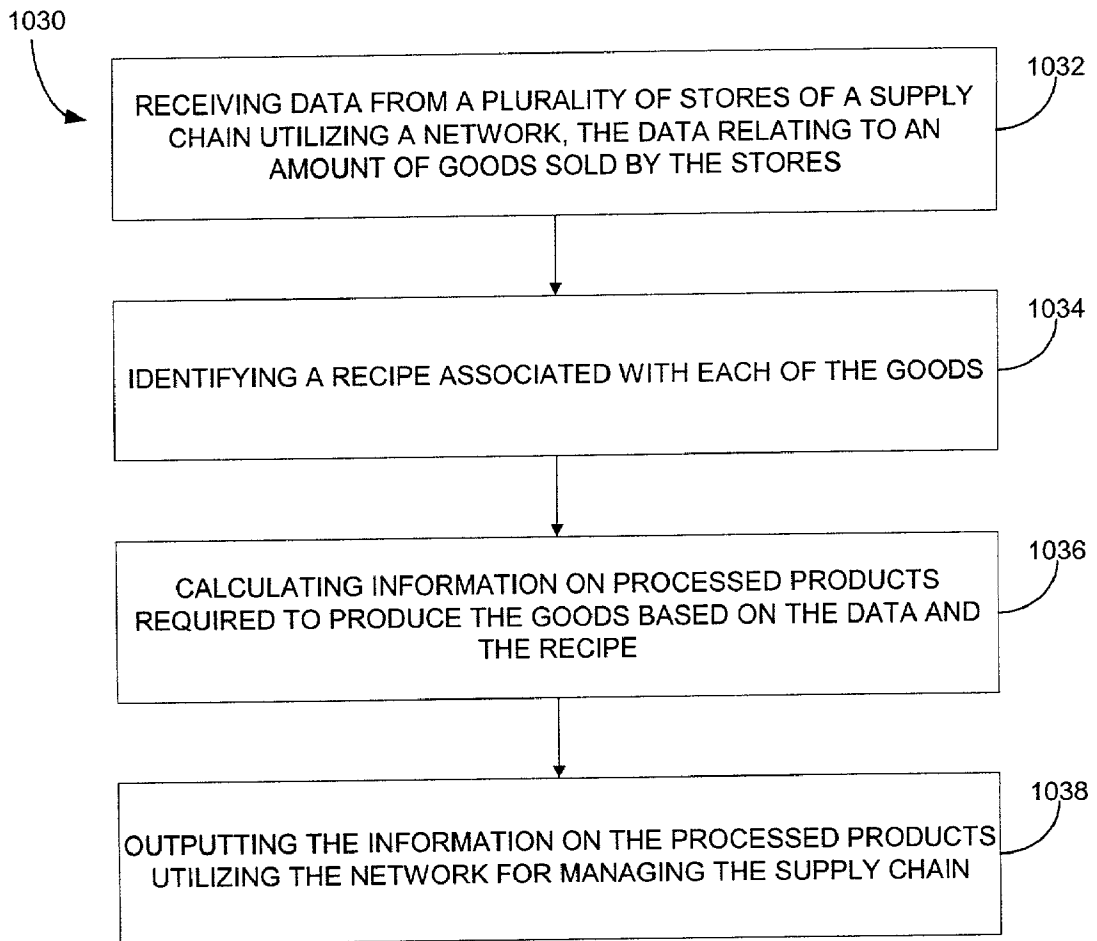 1030
1032
RECEIVING DATA FROM A PLURALITY OF STORES OF A SUPPLY
CHAIN UTILIZING A NETWORK, THE DATA RELATING TO AN
AMOUNT OF GOODS SOLD BY THE STORES
1034
IDENTIFYING A RECIPE ASSOCIATED WITH EACH OF THE GOODS
1036
CALCULATING INFORMATION ON PROCESSED PRODUCTS
REQUIRED TO PRODUCE THE GOODS BASED ON THE DATA AND
THE RECIPE
1038
OUTPUTTING THE INFORMATION ON THE PROCESSED PRODUCTS
UTILIZING THE NETWORK FOR MANAGING THE SUPPLY CHAIN